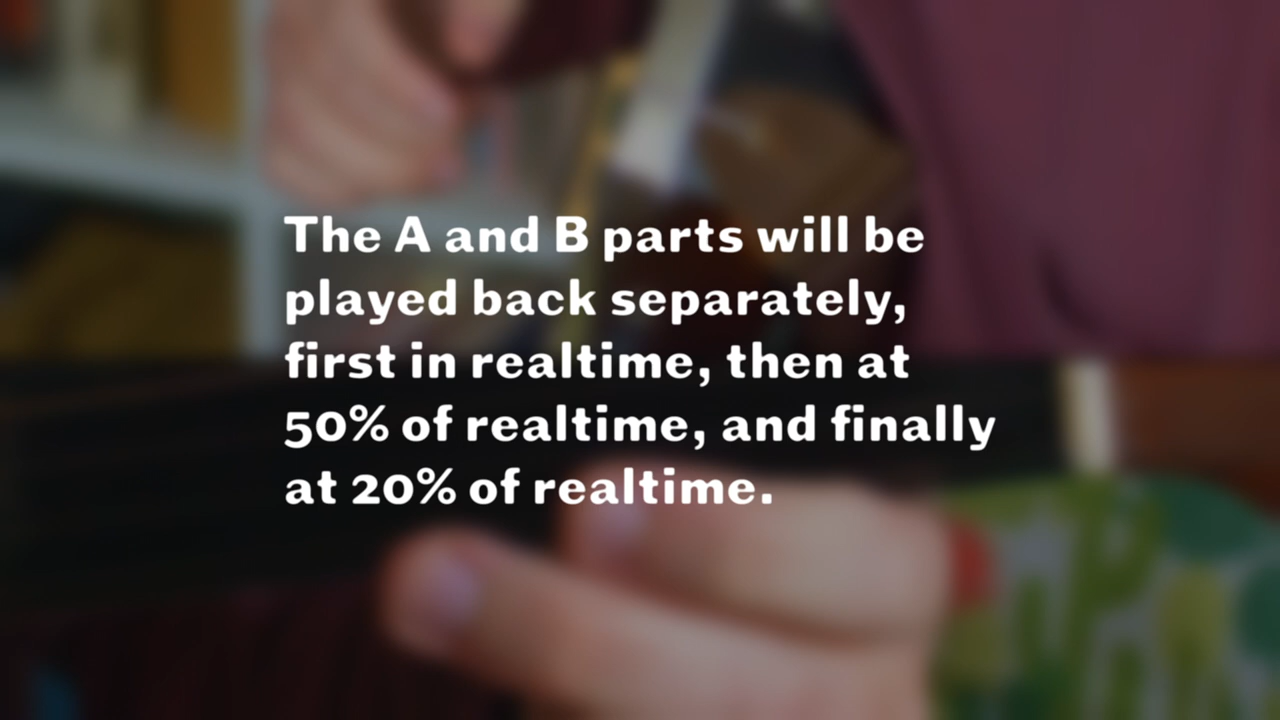 The A and B parts will be
played back separately,
first in realtime, then at
50% of realtime, and finally
at 20% of realtime.